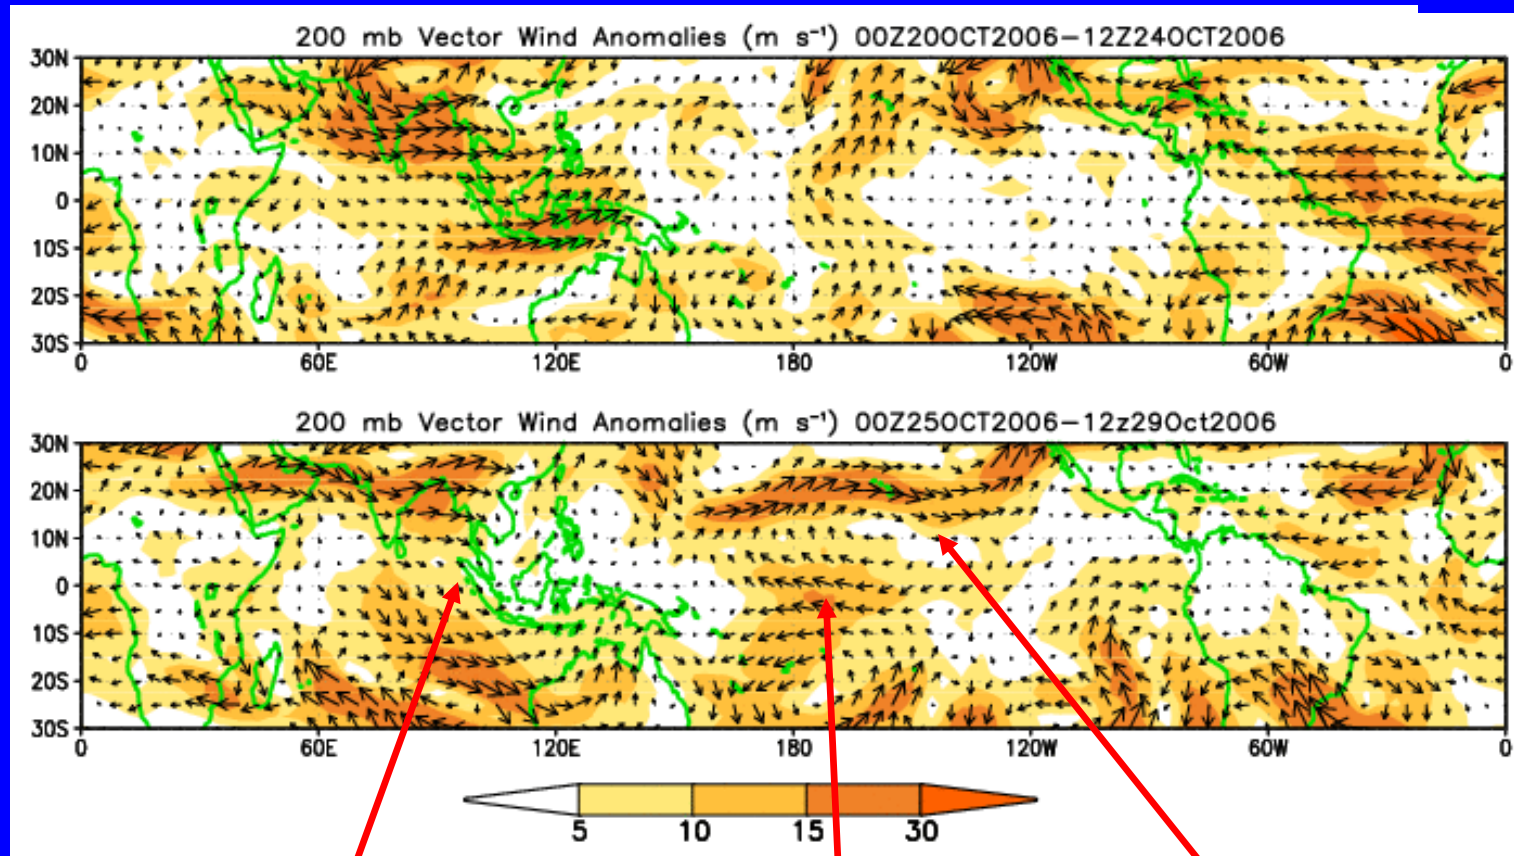 200 mb Vector Wind Anomalies (m s⁻¹) 00Z20OCT2006–12Z24OCT2006
30N
20N
10N
0
10S
20S
30S
0 60E 120E 180 120W 60W 0
200 mb Vector Wind Anomalies (m s⁻¹) 00Z25OCT2006–12z29Oct2006
30N
20N
10N
0
10S
20S
30S
0 60E 120E 180 120W 60W 0
5 10 15 30